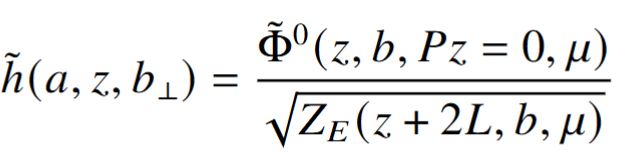 h̃(a, z, b⊥) = Φ̃⁰(z, b, Pz = 0, μ) / √Z_E(z + 2L, b, μ)